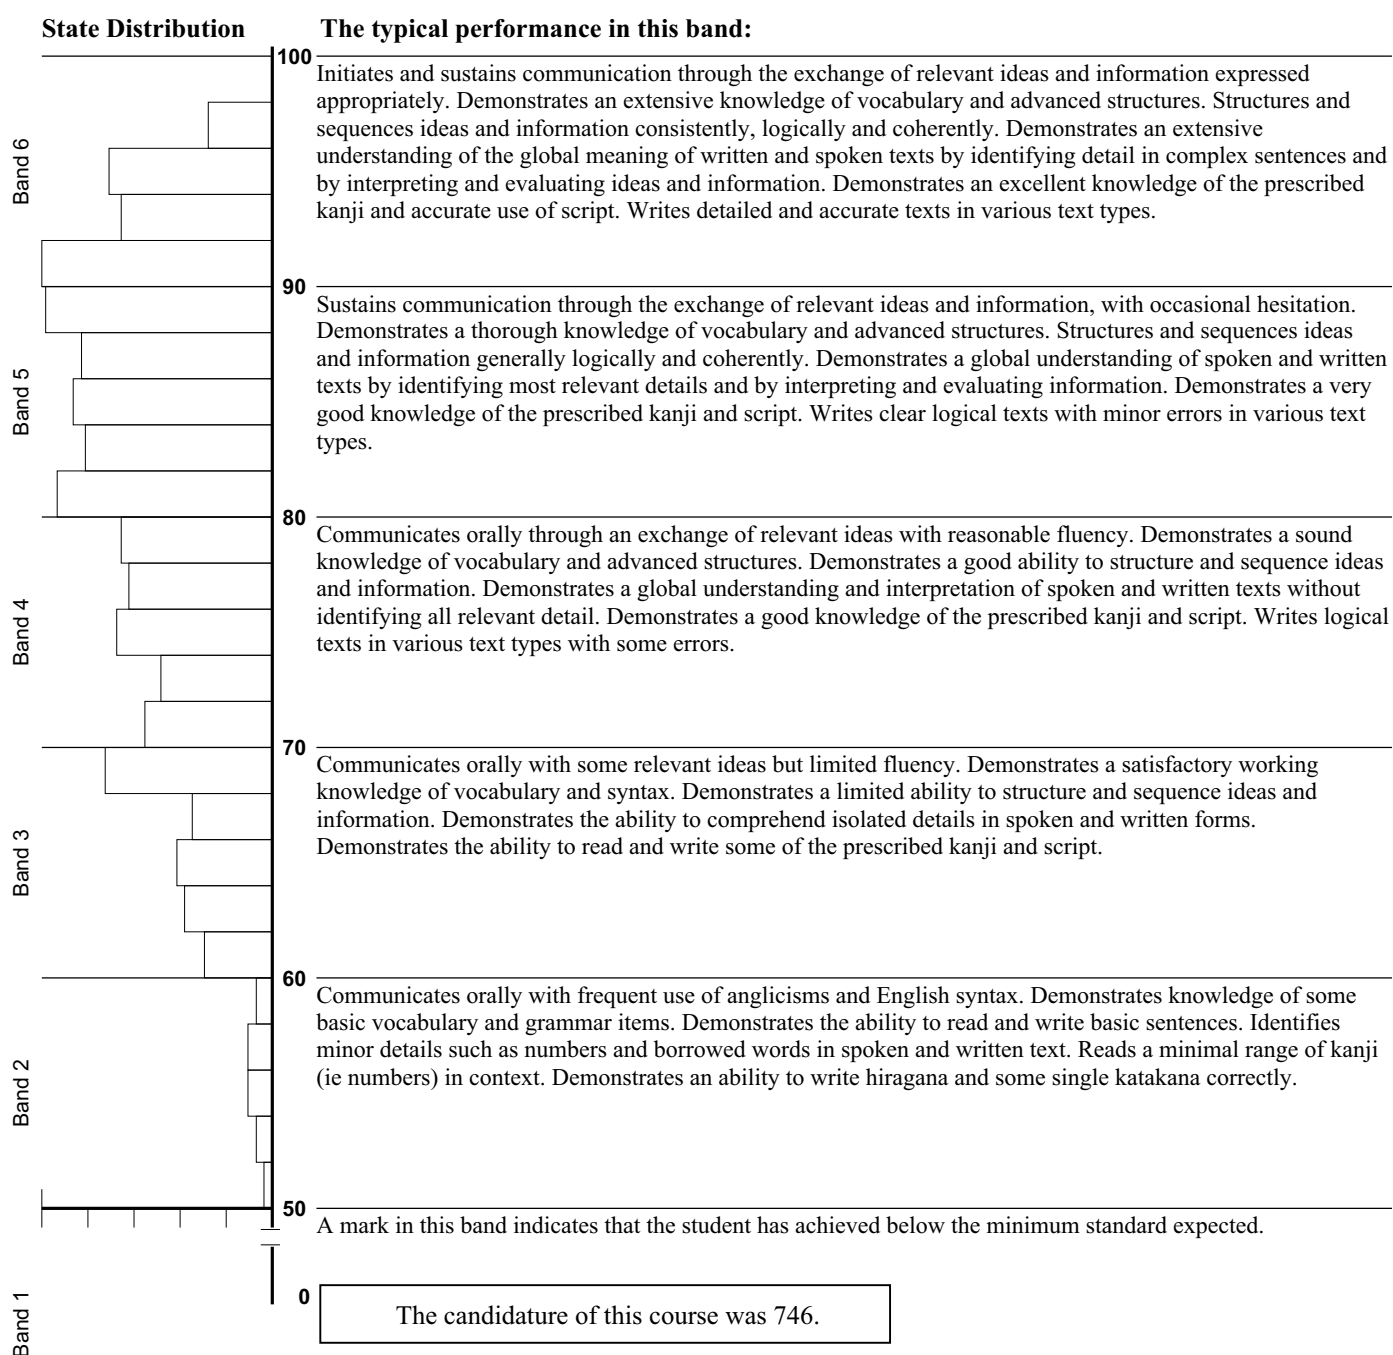 State Distribution
The typical performance in this band:
100
Band 6
Initiates and sustains communication through the exchange of relevant ideas and information expressed
appropriately. Demonstrates an extensive knowledge of vocabulary and advanced structures. Structures and
sequences ideas and information consistently, logically and coherently. Demonstrates an extensive
understanding of the global meaning of written and spoken texts by identifying detail in complex sentences and
by interpreting and evaluating ideas and information. Demonstrates an excellent knowledge of the prescribed
kanji and accurate use of script. Writes detailed and accurate texts in various text types.
90
Band 5
Sustains communication through the exchange of relevant ideas and information, with occasional hesitation.
Demonstrates a thorough knowledge of vocabulary and advanced structures. Structures and sequences ideas
and information generally logically and coherently. Demonstrates a global understanding of spoken and written
texts by identifying most relevant details and by interpreting and evaluating information. Demonstrates a very
good knowledge of the prescribed kanji and script. Writes clear logical texts with minor errors in various text
types.
80
Band 4
Communicates orally through an exchange of relevant ideas with reasonable fluency. Demonstrates a sound
knowledge of vocabulary and advanced structures. Demonstrates a good ability to structure and sequence ideas
and information. Demonstrates a global understanding and interpretation of spoken and written texts without
identifying all relevant detail. Demonstrates a good knowledge of the prescribed kanji and script. Writes logical
texts in various text types with some errors.
70
Band 3
Communicates orally with some relevant ideas but limited fluency. Demonstrates a satisfactory working
knowledge of vocabulary and syntax. Demonstrates a limited ability to structure and sequence ideas and
information. Demonstrates the ability to comprehend isolated details in spoken and written forms.
Demonstrates the ability to read and write some of the prescribed kanji and script.
60
Band 2
Communicates orally with frequent use of anglicisms and English syntax. Demonstrates knowledge of some
basic vocabulary and grammar items. Demonstrates the ability to read and write basic sentences. Identifies
minor details such as numbers and borrowed words in spoken and written text. Reads a minimal range of kanji
(ie numbers) in context. Demonstrates an ability to write hiragana and some single katakana correctly.
50
A mark in this band indicates that the student has achieved below the minimum standard expected.
0
Band 1
The candidature of this course was 746.